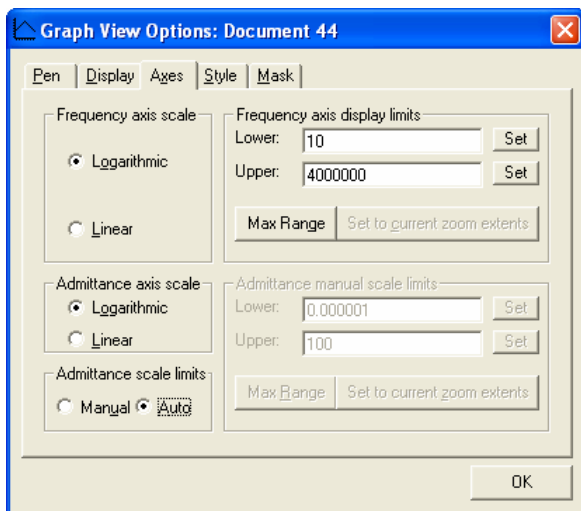 Graph View Options: Document 44
Pen Display Axes Style Mask
Frequency axis scale
Logarithmic
Linear
Frequency axis display limits
Lower: 10 Set
Upper: 4000000 Set
Max Range Set to current zoom extents
Admittance axis scale
Logarithmic
Linear
Admittance scale limits
Manual Auto
Admittance manual scale limits
Lower: 0.000001 Set
Upper: 100 Set
Max Range Set to current zoom extents
OK